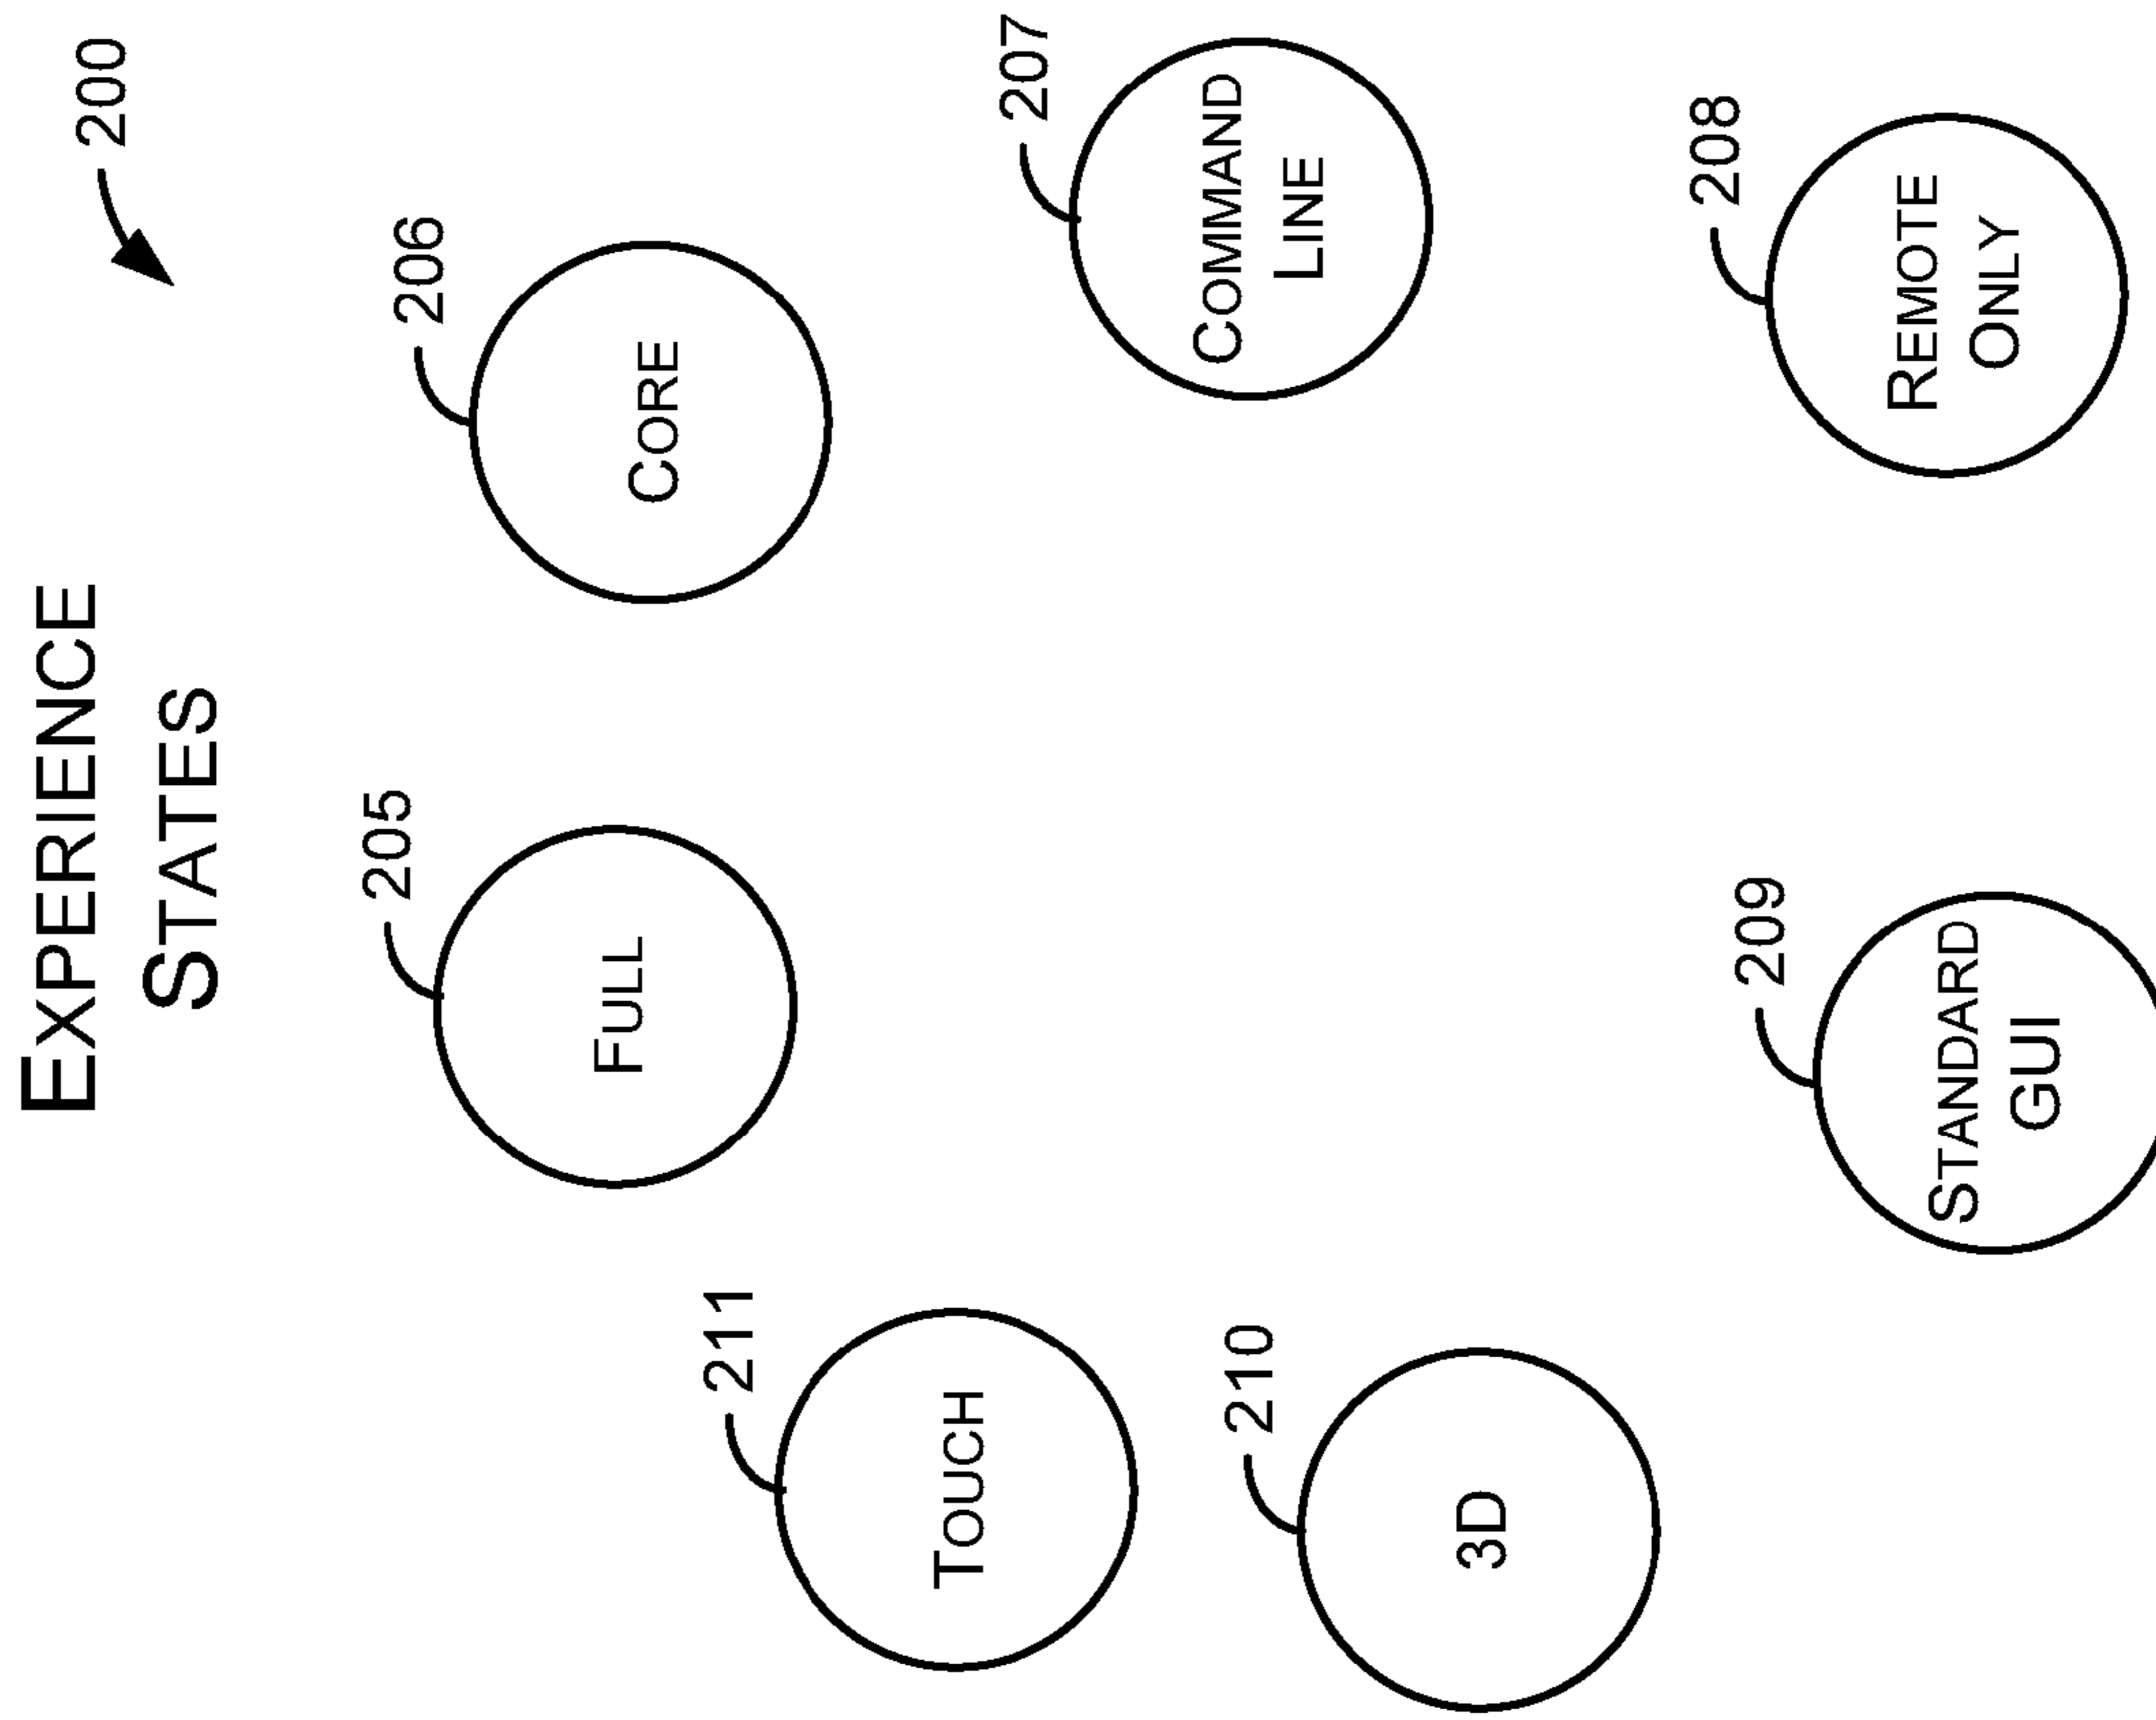 EXPERIENCE
STATES
200
205
FULL
206
CORE
207
COMMAND
LINE
208
REMOTE
ONLY
209
STANDARD
GUI
210
3D
211
TOUCH